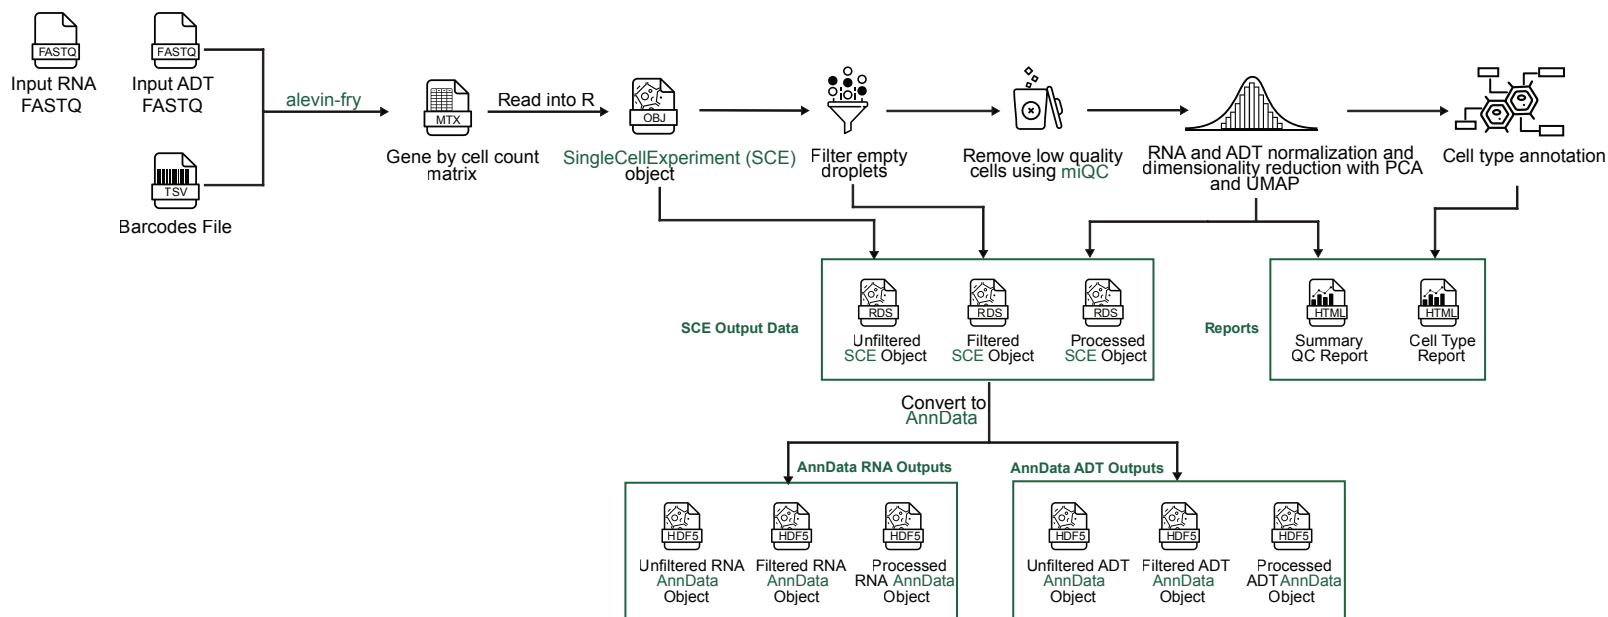 FASTQ
Input RNA
FASTQ
FASTQ
Input ADT
FASTQ
TSV
Barcodes File
alevin-fry
MTX
Gene by cell count
matrix
Read into R
OBJ
SingleCellExperiment (SCE)
object
Filter empty
droplets
Remove low quality
cells using miQC
RNA and ADT normalization and
dimensionality reduction with PCA
and UMAP
Cell type annotation
SCE Output Data
RDS
Unfiltered
SCE Object
RDS
Filtered
SCE Object
RDS
Processed
SCE Object
Reports
HTML
Summary
QC Report
HTML
Cell Type
Report
Convert to
AnnData
AnnData RNA Outputs
HDF5
Unfiltered RNA
AnnData
Object
HDF5
Filtered RNA
AnnData
Object
HDF5
Processed
RNA AnnData
Object
AnnData ADT Outputs
HDF5
Unfiltered ADT
AnnData
Object
HDF5
Filtered ADT
AnnData
Object
HDF5
Processed
ADT AnnData
Object